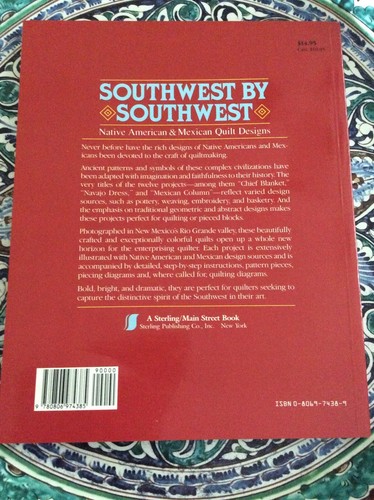 $14.95
SOUTHWEST BY
SOUTHWEST
Native American & Mexican Quilt Designs
Never before have the rich designs of Native Americans and Mex-
icans been devoted to the craft of quiltmaking.
Ancient patterns and symbols of these complex civilizations have
been adapted with imagination and faithfulness to their history. The
very titles of the twelve projects—among them "Chief Blanket,"
"Navajo Dress," and "Mexican Column"—reflect varied design
sources, such as pottery, weaving, embroidery, and basketry. And
the emphasis on traditional geometric and abstract designs makes
these projects perfect for quilting or pieced blocks.
Photographed in New Mexico's Rio Grande valley, these beautifully
crafted and exceptionally colorful quilts open up a whole new
horizon for the enterprising quilter. Each project is extensively
illustrated with Native American and Mexican design sources and is
accompanied by detailed, step-by-step instructions, pattern pieces,
piecing diagrams and, where called for, quilting diagrams.
Bold, bright, and dramatic, they are perfect for quilters seeking to
capture the distinctive spirit of the Southwest in their art.
A Sterling/Main Street Book
Sterling Publishing Co., Inc. New York
90000
9 780806 974385
ISBN 0-8069-7438-9